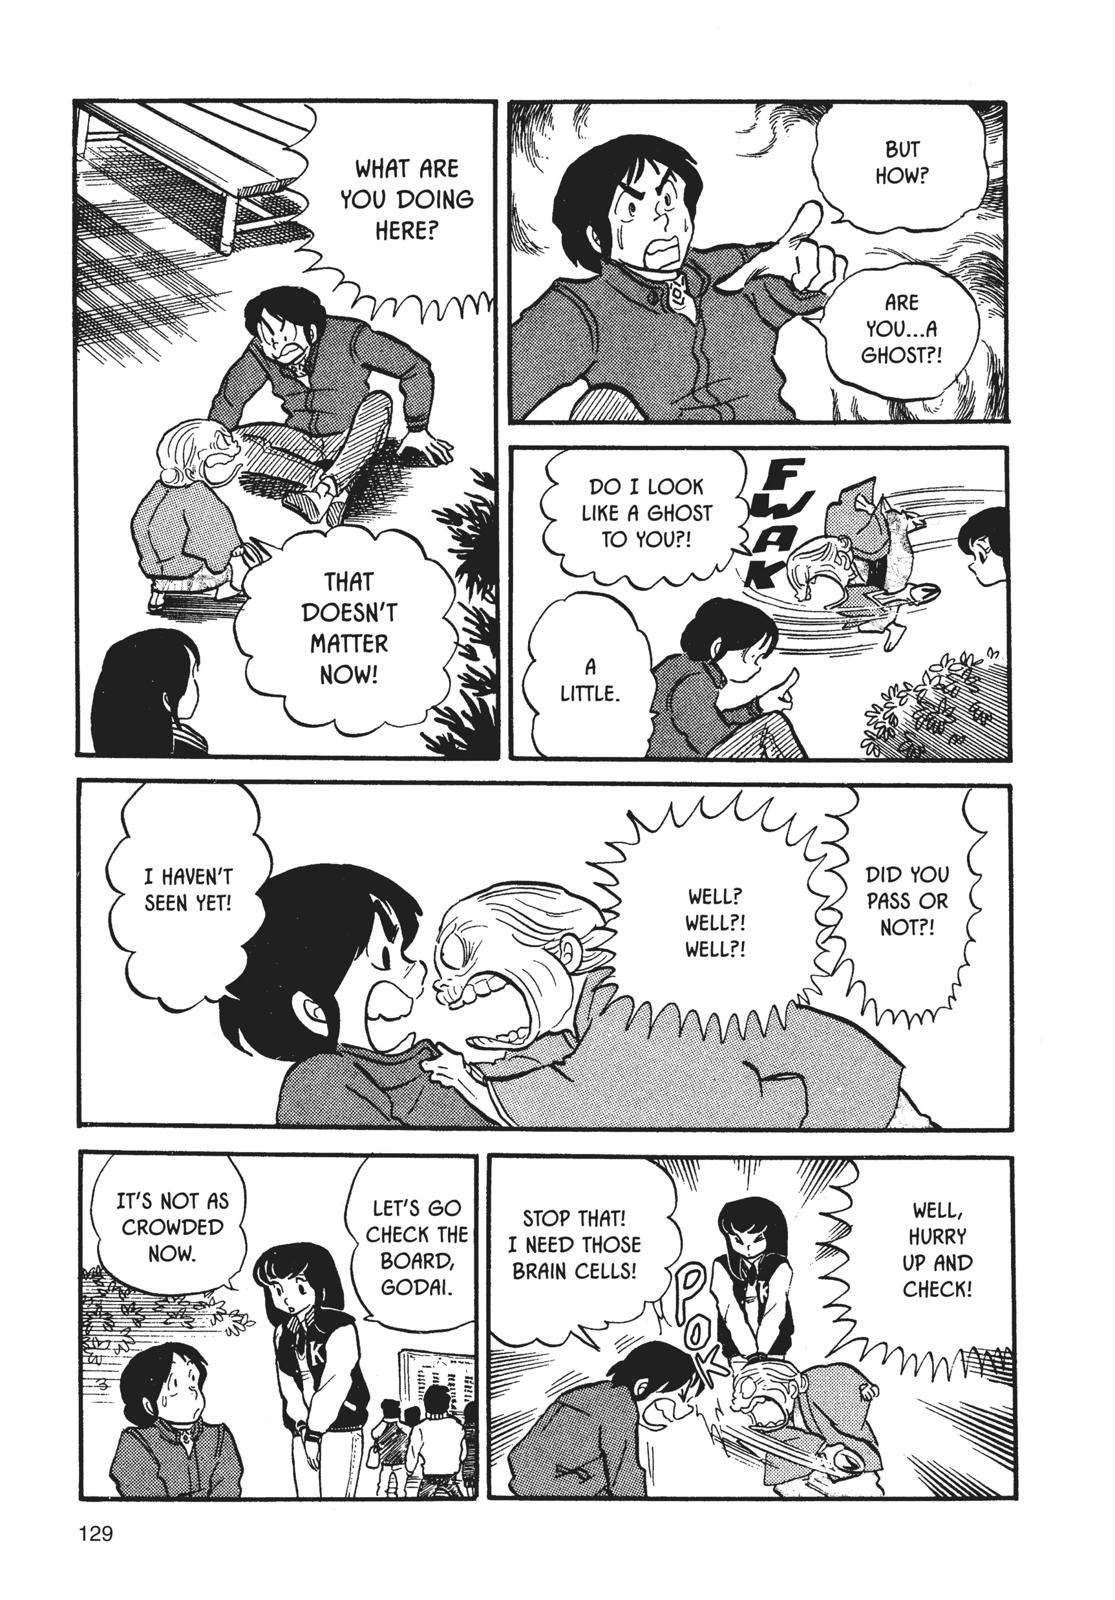 BUT
HOW?
ARE
YOU...A
GHOST?!
DO I LOOK
LIKE A GHOST
TO YOU?!
FWAK
A
LITTLE.
WHAT ARE
YOU DOING
HERE?
THAT
DOESN'T
MATTER
NOW!
DID YOU
PASS OR
NOT?!
WELL?
WELL?!
WELL?!
I HAVEN'T
SEEN YET!
WELL,
HURRY
UP AND
CHECK!
K
POK
STOP THAT!
I NEED THOSE
BRAIN CELLS!
LET'S GO
CHECK THE
BOARD,
GODAI.
K
IT'S NOT AS
CROWDED
NOW.
129